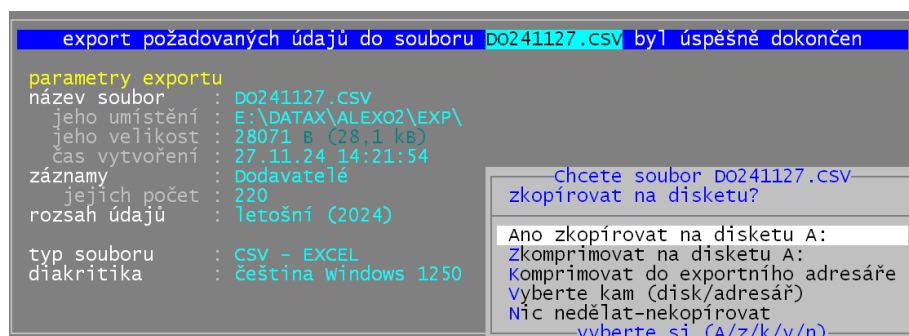 export požadovaných údajů do souboru DO241127.CSV byl úspěšně dokončen
parametry exportu
název soubor : DO241127.CSV
jeho umístění : E:\DATAX\ALEXO2\EXP\
jeho velikost : 28071 B (28,1 kB)
čas vytvoření : 27.11.24 14:21:54
záznamy : Dodavatelé
jejich počet : 220
rozsah údajů : letošní (2024)
typ souboru : CSV – EXCEL
diakritika : čeština Windows 1250
Chcete soubor DO241127.CSV
zkopírovat na disketu?
Ano zkopírovat na disketu A:
Zkomprimovat na disketu A:
Komprimovat do exportního adresáře
Vyberte kam (disk/adresář)
Nic nedělat-nekopírovat
vyberte si (A/z/k/v/n)